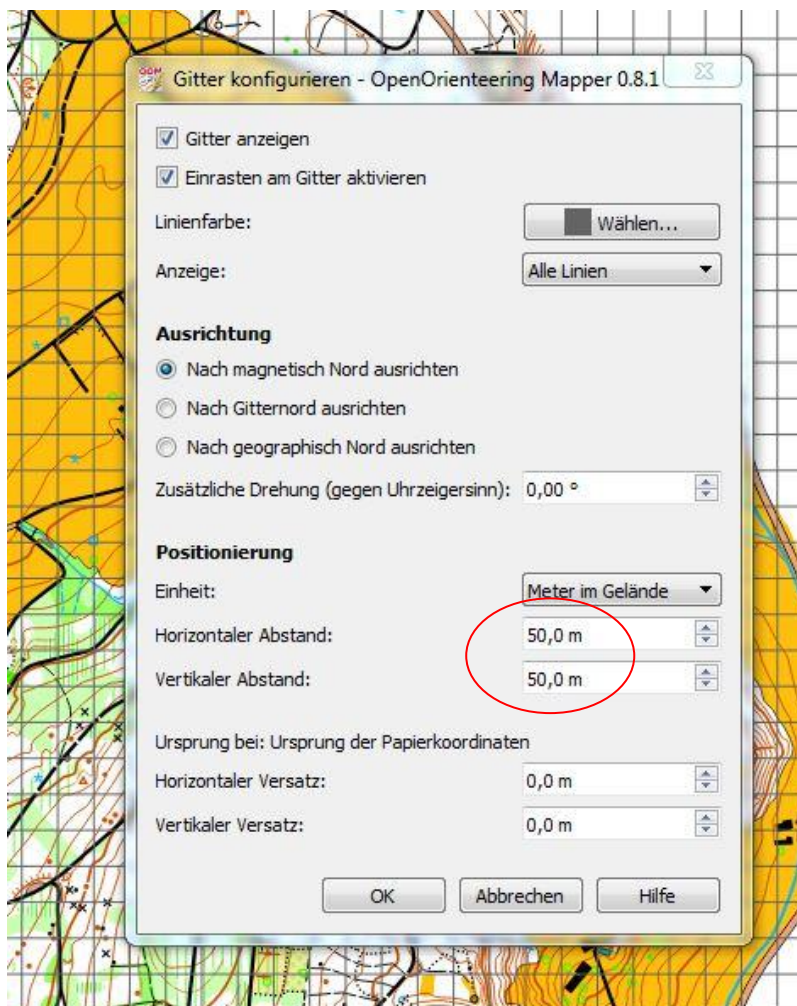 Gitter konfigurieren - OpenOrienteering Mapper 0.8.1
Gitter anzeigen
Einrasten am Gitter aktivieren
Linienfarbe: Wählen...
Anzeige: Alle Linien
Ausrichtung
Nach magnetisch Nord ausrichten
Nach Gitternord ausrichten
Nach geographisch Nord ausrichten
Zusätzliche Drehung (gegen Uhrzeigersinn): 0,00 °
Positionierung
Einheit: Meter im Gelände
Horizontaler Abstand: 50,0 m
Vertikaler Abstand: 50,0 m
Ursprung bei: Ursprung der Papierkoordinaten
Horizontaler Versatz: 0,0 m
Vertikaler Versatz: 0,0 m
OK Abbrechen Hilfe